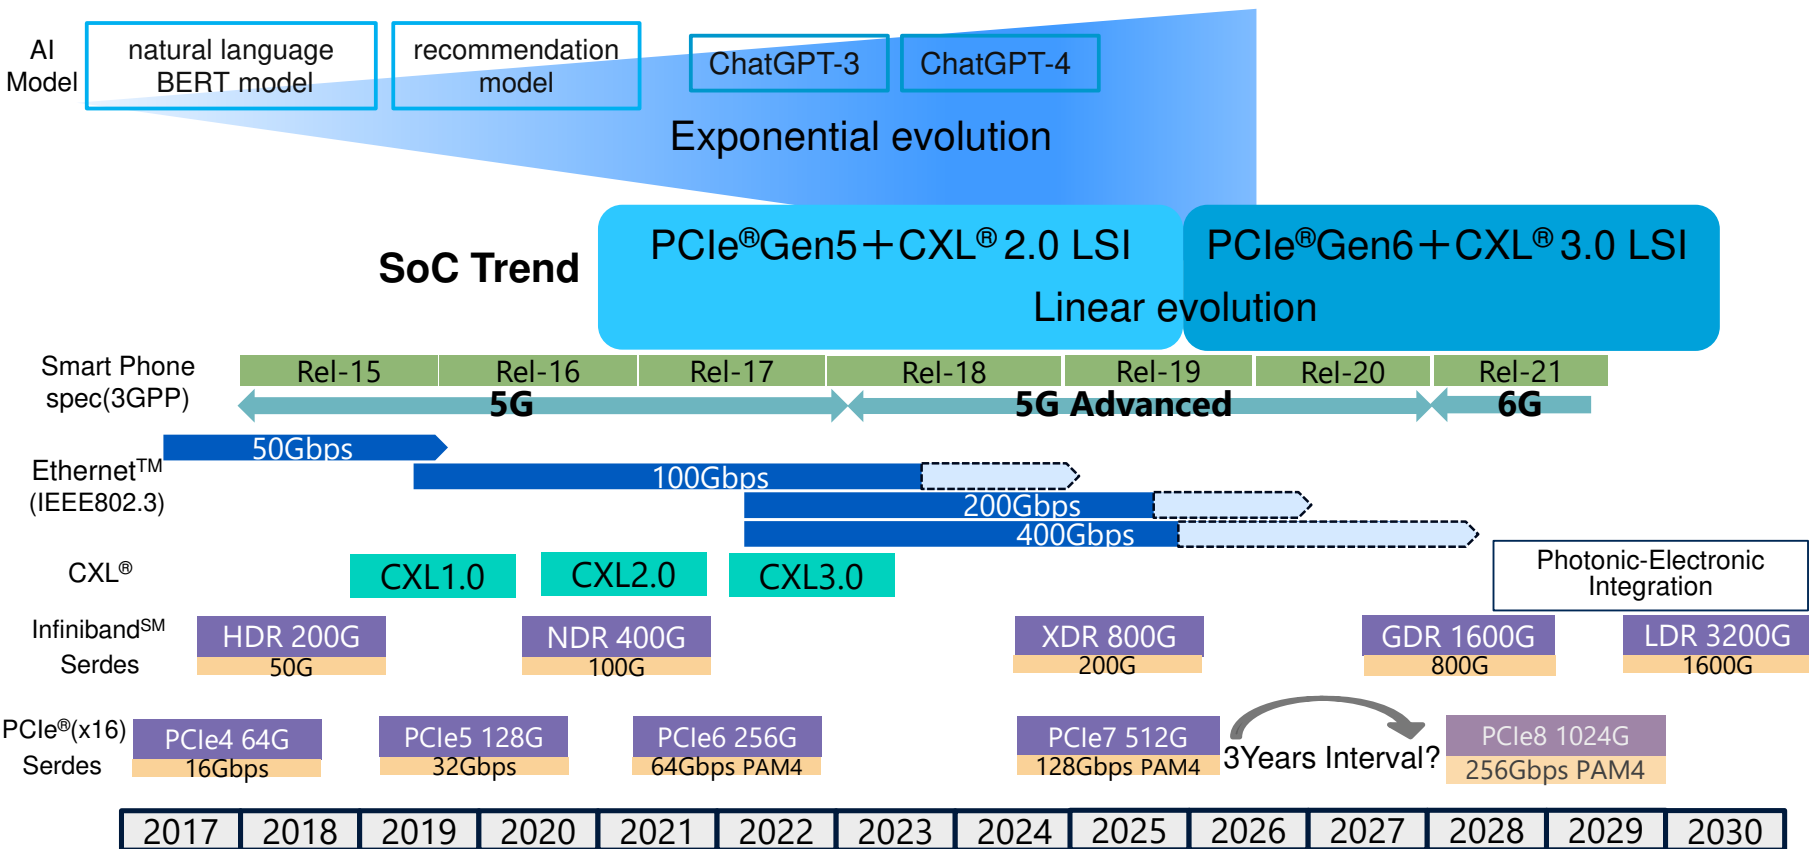 AI
Model
natural language
BERT model
recommendation
model
ChatGPT-3
ChatGPT-4
Exponential evolution
SoC Trend
PCIe®Gen5＋CXL® 2.0 LSI
PCIe®Gen6＋CXL® 3.0 LSI
Linear evolution
Smart Phone
spec(3GPP)
Rel-15
Rel-16
Rel-17
Rel-18
Rel-19
Rel-20
Rel-21
5G
5G Advanced
6G
Ethernet™
(IEEE802.3)
50Gbps
100Gbps
200Gbps
400Gbps
CXL®
CXL1.0
CXL2.0
CXL3.0
Photonic-Electronic
Integration
Infiniband℠
Serdes
HDR 200G
50G
NDR 400G
100G
XDR 800G
200G
GDR 1600G
800G
LDR 3200G
1600G
PCIe®(x16)
Serdes
PCIe4 64G
16Gbps
PCIe5 128G
32Gbps
PCIe6 256G
64Gbps PAM4
PCIe7 512G
128Gbps PAM4
3Years Interval?
PCIe8 1024G
256Gbps PAM4
2017
2018
2019
2020
2021
2022
2023
2024
2025
2026
2027
2028
2029
2030